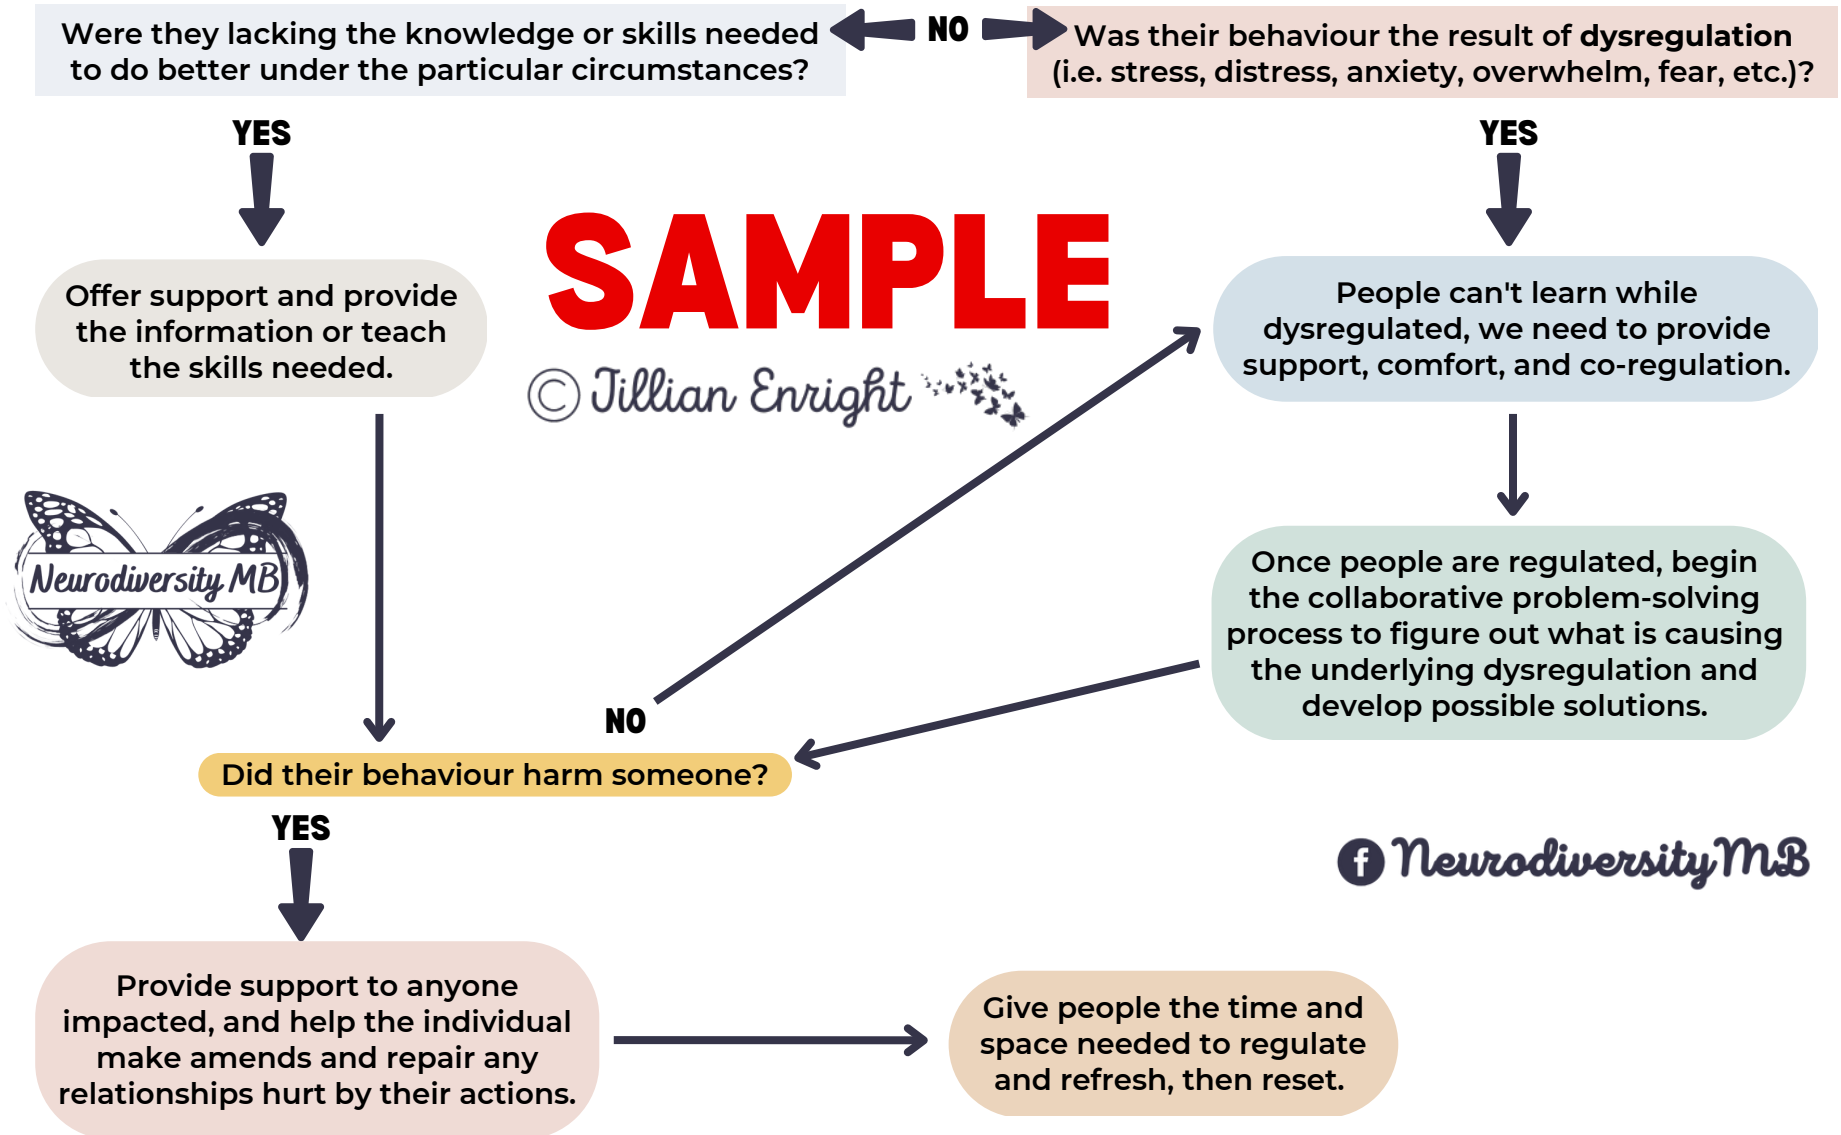 Were they lacking the knowledge or skills needed
to do better under the particular circumstances?
NO
Was their behaviour the result of dysregulation
(i.e. stress, distress, anxiety, overwhelm, fear, etc.)?
YES
YES
Offer support and provide
the information or teach
the skills needed.
SAMPLE
© Jillian Enright
People can't learn while
dysregulated, we need to provide
support, comfort, and co-regulation.
Neurodiversity MB
Once people are regulated, begin
the collaborative problem-solving
process to figure out what is causing
the underlying dysregulation and
develop possible solutions.
NO
Did their behaviour harm someone?
YES
f NeurodiversityMB
Provide support to anyone
impacted, and help the individual
make amends and repair any
relationships hurt by their actions.
Give people the time and
space needed to regulate
and refresh, then reset.